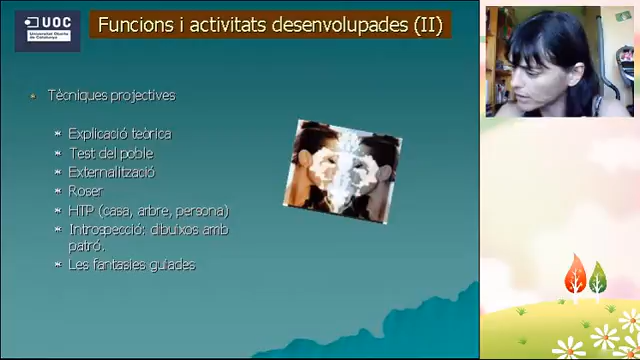 UOC
Universitat Oberta
de Catalunya
Funcions i activitats desenvolupades (II)
Tècniques projectives
Explicació teòrica
Test del poble
Externalització
Roser
HTP (casa, arbre, persona)
Introspecció: dibuixos amb
patró.
Les fantasies guiades